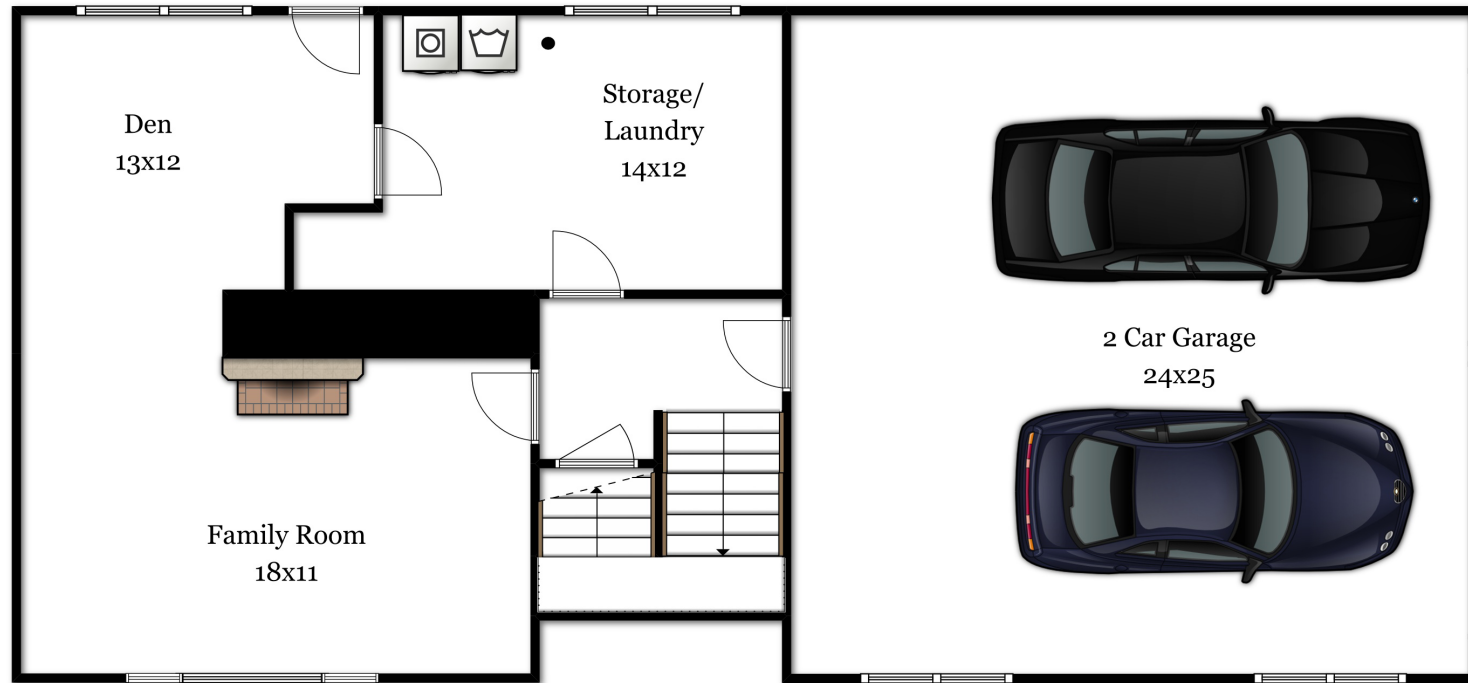 Den
13x12
Storage/
Laundry
14x12
2 Car Garage
24x25
Family Room
18x11